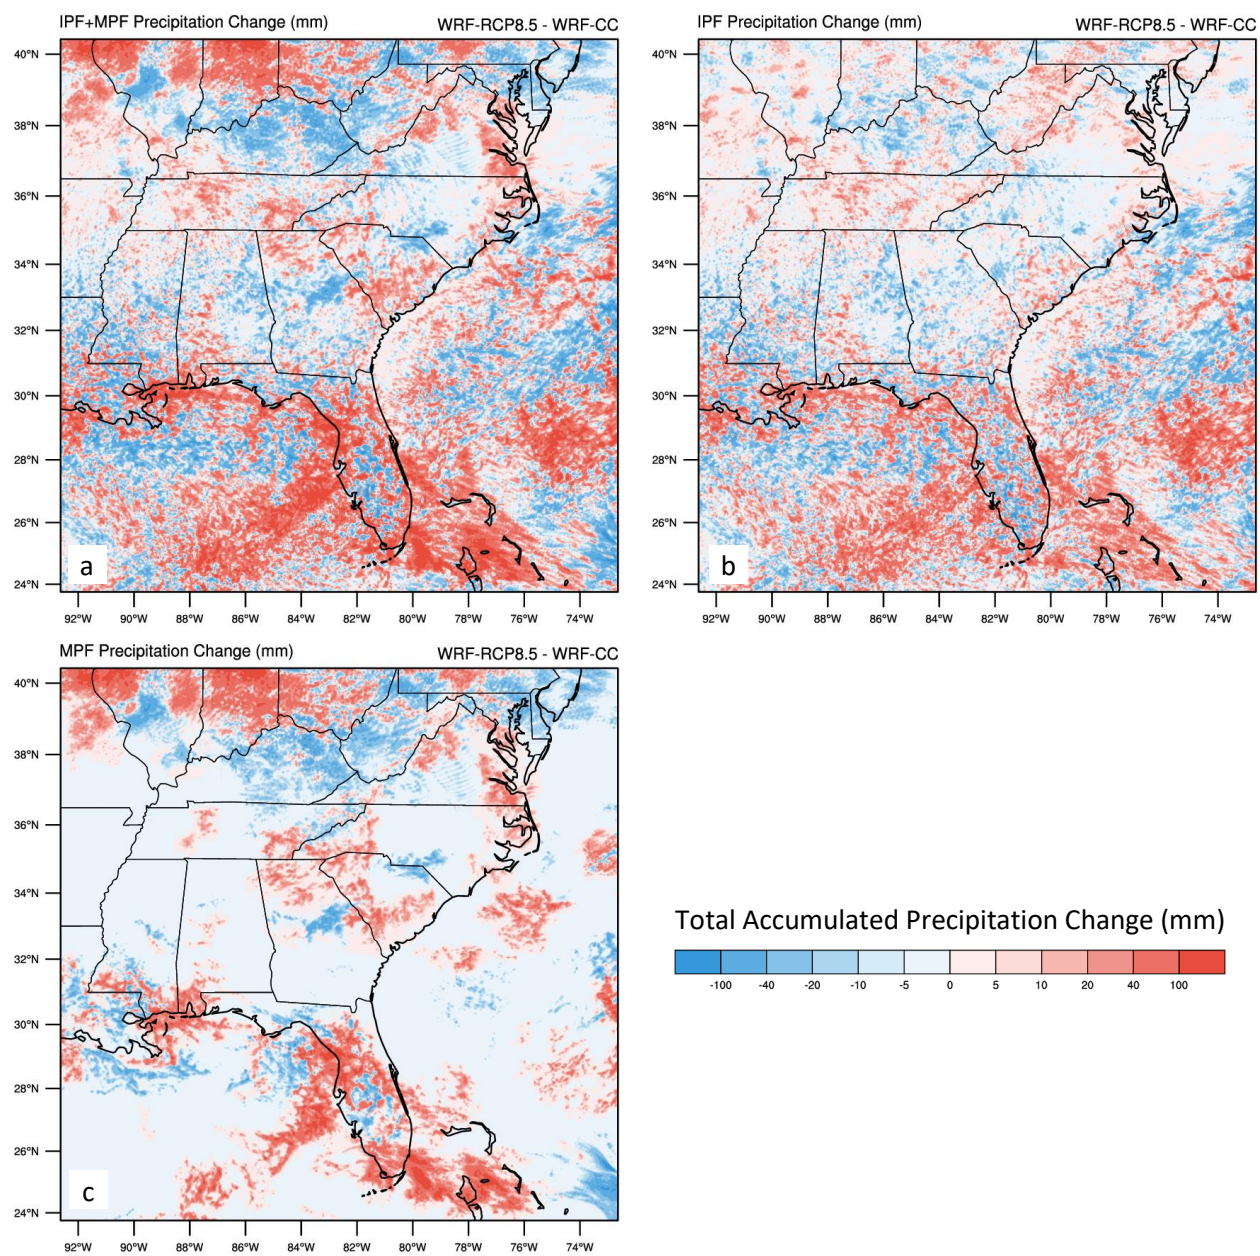 IPF+MPF Precipitation Change (mm) WRF-RCP8.5 - WRF-CC
40°N
38°N
36°N
34°N
32°N
30°N
28°N
26°N
24°N
a
92°W 90°W 88°W 86°W 84°W 82°W 80°W 78°W 76°W 74°W
IPF Precipitation Change (mm) WRF-RCP8.5 - WRF-CC
40°N
38°N
36°N
34°N
32°N
30°N
28°N
26°N
24°N
b
92°W 90°W 88°W 86°W 84°W 82°W 80°W 78°W 76°W 74°W
MPF Precipitation Change (mm) WRF-RCP8.5 - WRF-CC
40°N
38°N
36°N
34°N
32°N
30°N
28°N
26°N
24°N
c
92°W 90°W 88°W 86°W 84°W 82°W 80°W 78°W 76°W 74°W
Total Accumulated Precipitation Change (mm)
-100 -40 -20 -10 -5 0 5 10 20 40 100